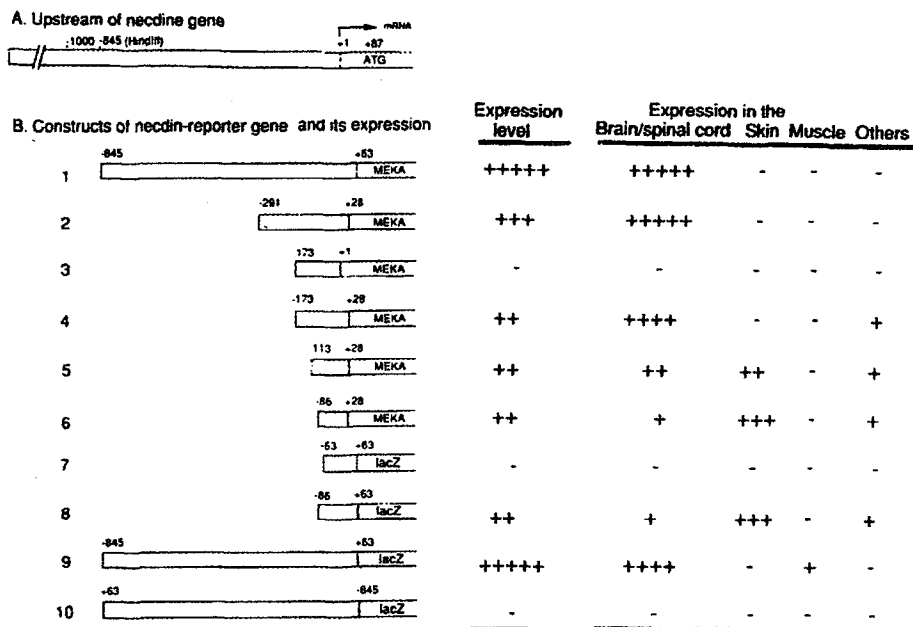 A. Upstream of necdine gene
mRNA
-1000 -845 (HindIII) +1 +87
ATG
B. Constructs of necdin-reporter gene and its expression
Expression level
Expression in the
Brain/spinal cord Skin Muscle Others
-845 +63
1 MEKA +++++ +++++ - - -
-291 +28
2 MEKA +++ +++++ - - -
173 +1
3 MEKA - - - - -
-173 +28
4 MEKA ++ ++++ - - +
113 +28
5 MEKA ++ ++ ++ - +
-86 +28
6 MEKA ++ + +++ - +
-63 +63
7 lacZ - - - - -
-86 +63
8 lacZ ++ + +++ - +
-845 +63
9 lacZ +++++ ++++ - + -
+63 -845
10 lacZ - - - - -